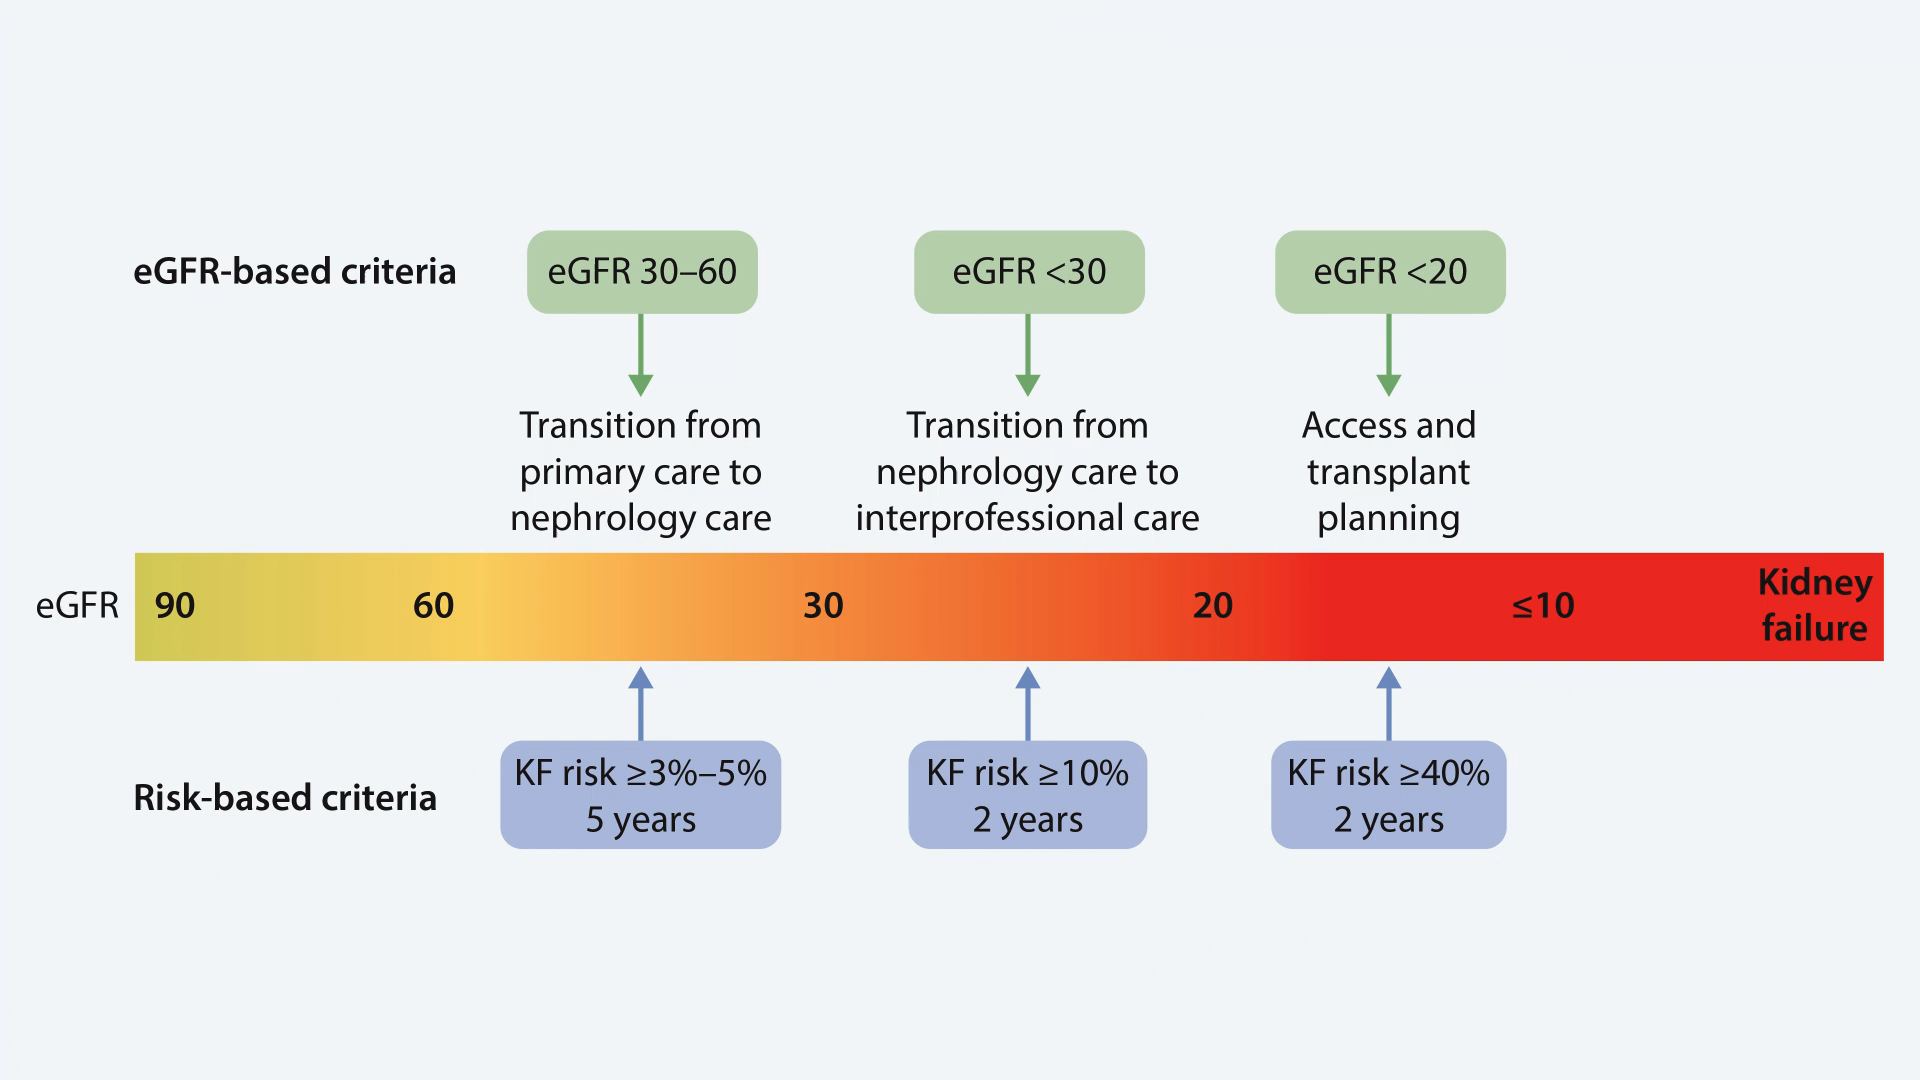 eGFR-based criteria
eGFR 30–60
eGFR <30
eGFR <20
Transition from
primary care to
nephrology care
Transition from
nephrology care to
interprofessional care
Access and
transplant
planning
eGFR
90
60
30
20
≤10
Kidney
failure
Risk-based criteria
KF risk ≥3%–5%
5 years
KF risk ≥10%
2 years
KF risk ≥40%
2 years